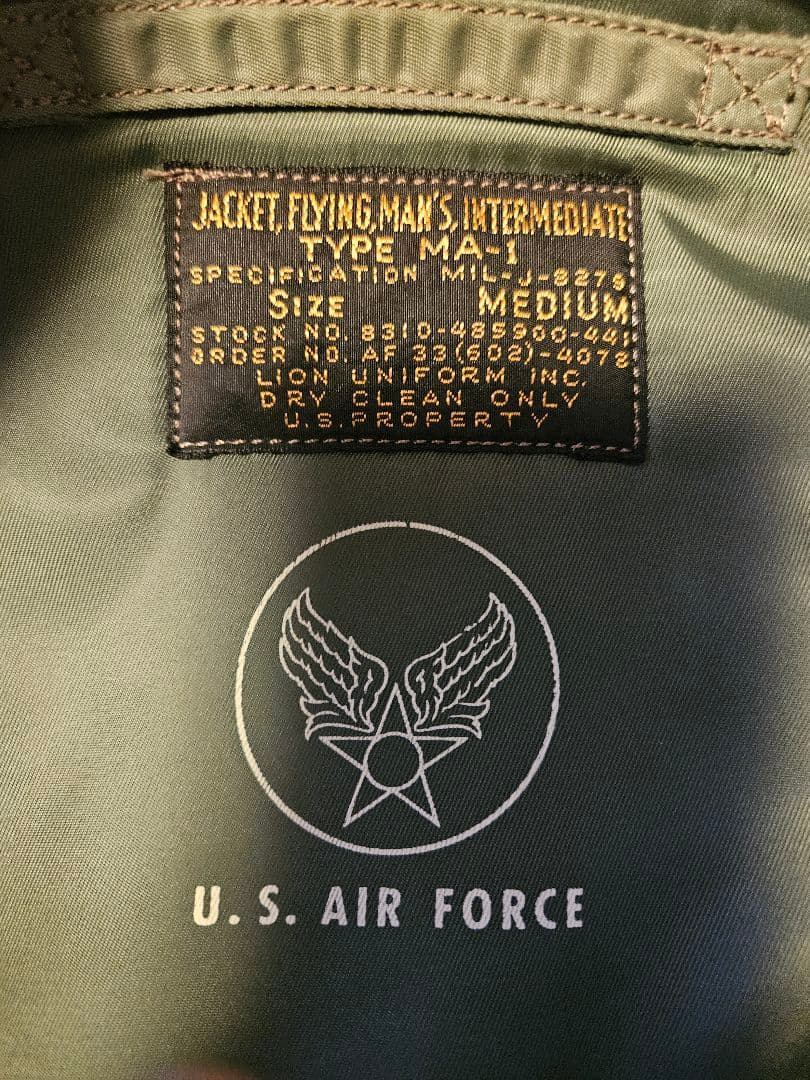 JACKET, FLYING, MAN'S, INTERMEDIATE
TYPE MA-1
SPECIFICATION MIL-J-8279
SIZE MEDIUM
STOCK NO. 8310-485900-441
ORDER NO. AF 33(602)-4078
LION UNIFORM INC.
DRY CLEAN ONLY
U.S. PROPERTY
U. S. AIR FORCE